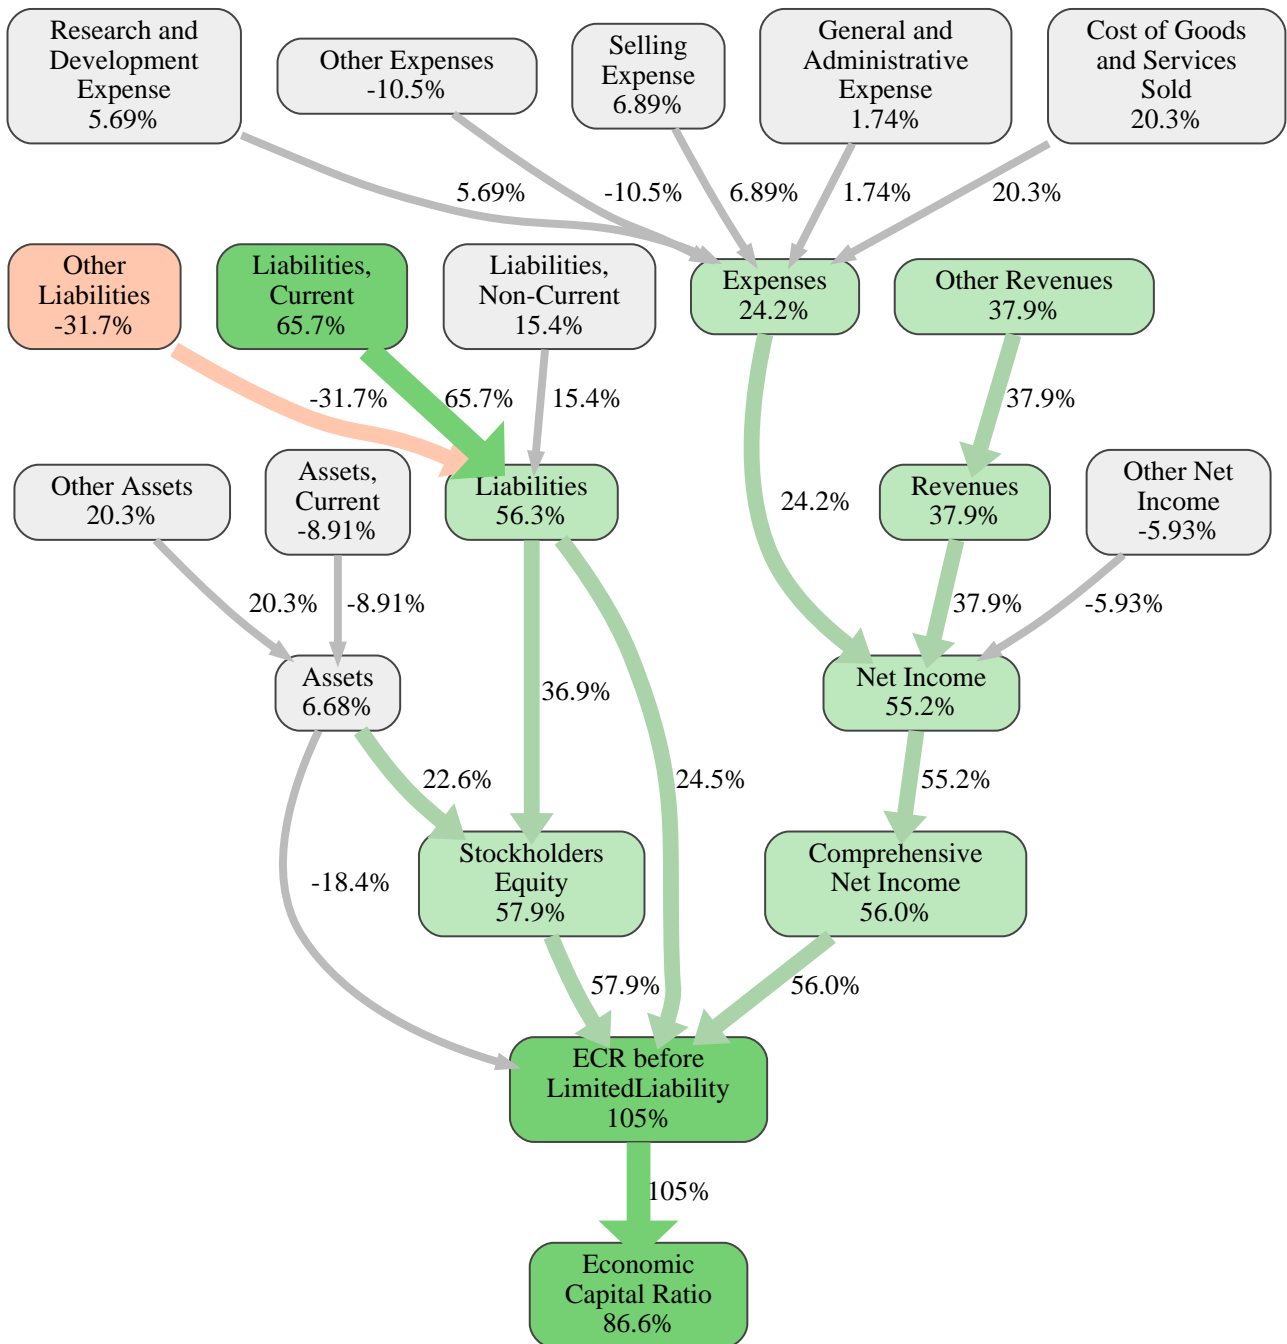 Research and
Development
Expense
5.69%
Other Expenses
-10.5%
Selling
Expense
6.89%
General and
Administrative
Expense
1.74%
Cost of Goods
and Services
Sold
20.3%
5.69%
-10.5%
6.89%
1.74%
20.3%
Other
Liabilities
-31.7%
Liabilities,
Current
65.7%
Liabilities,
Non-Current
15.4%
Expenses
24.2%
Other Revenues
37.9%
-31.7%
65.7%
15.4%
37.9%
Other Assets
20.3%
Assets,
Current
-8.91%
Liabilities
56.3%
24.2%
Revenues
37.9%
Other Net
Income
-5.93%
20.3%
-8.91%
37.9%
-5.93%
Assets
6.68%
36.9%
Net Income
55.2%
22.6%
24.5%
55.2%
-18.4%
Stockholders
Equity
57.9%
Comprehensive
Net Income
56.0%
57.9%
56.0%
ECR before
LimitedLiability
105%
105%
Economic
Capital Ratio
86.6%